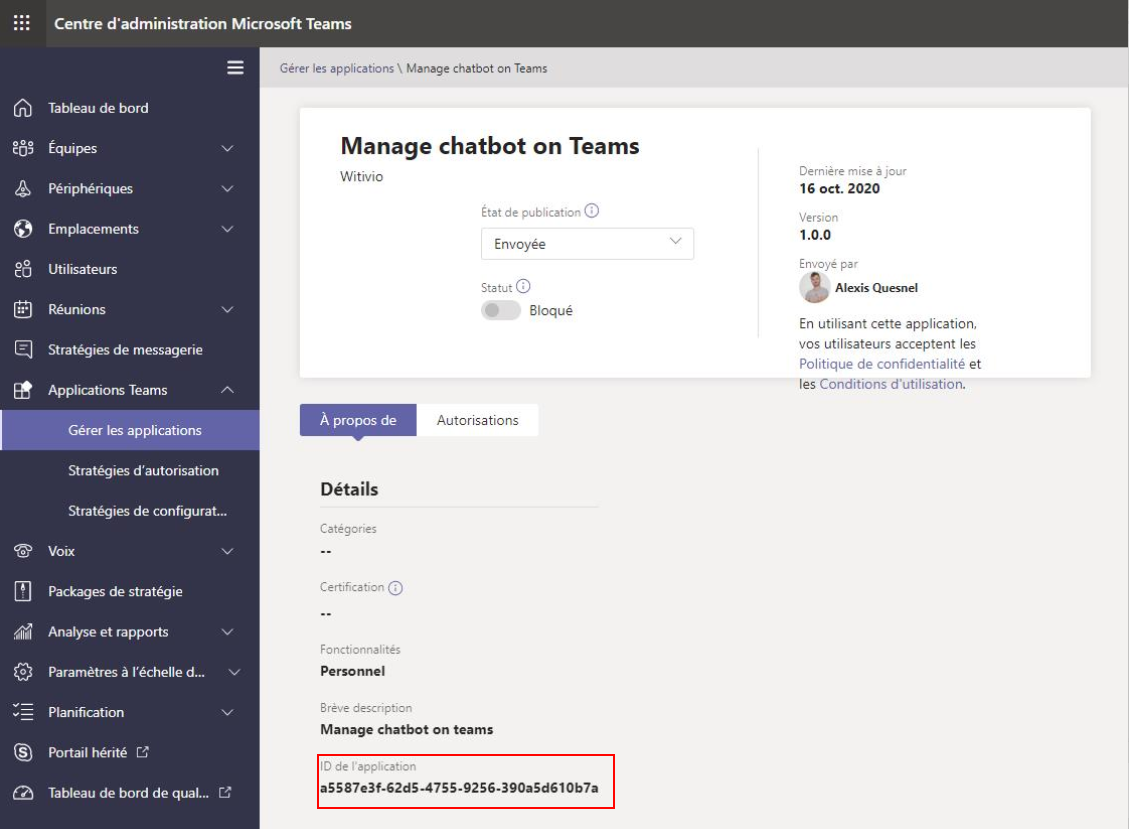 Centre d'administration Microsoft Teams
Tableau de bord
Équipes
Périphériques
Emplacements
Utilisateurs
Réunions
Stratégies de messagerie
Applications Teams
Gérer les applications
Stratégies d'autorisation
Stratégies de configurat...
Voix
Packages de stratégie
Analyse et rapports
Paramètres à l'échelle d...
Planification
Portail hérité
Tableau de bord de qual...
Gérer les applications \ Manage chatbot on Teams
Manage chatbot on Teams
Witivio
État de publication
Envoyée
Statut
Bloqué
Dernière mise à jour
16 oct. 2020
Version
1.0.0
Envoyé par
Alexis Quesnel
En utilisant cette application,
vos utilisateurs acceptent les
Politique de confidentialité et
les Conditions d'utilisation.
À propos de
Autorisations
Détails
Catégories
--
Certification
--
Fonctionnalités
Personnel
Brève description
Manage chatbot on teams
ID de l'application
a5587e3f-62d5-4755-9256-390a5d610b7a